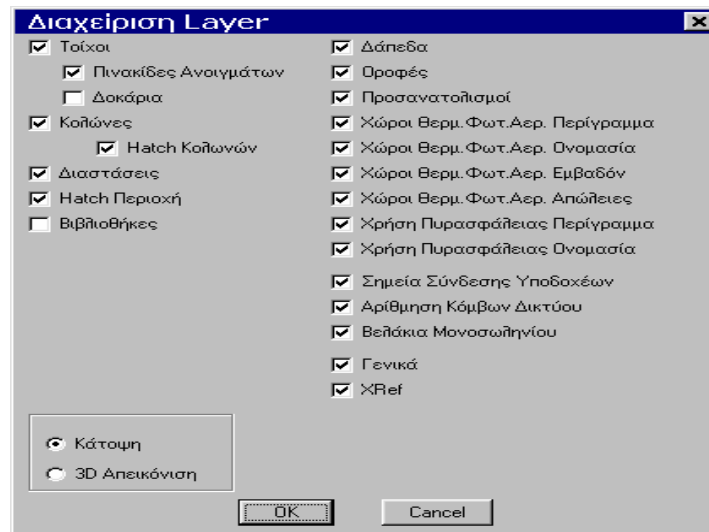 Διαχείριση Layer
Τοίχοι
Πινακίδες Ανοιγμάτων
Δοκάρια
Κολώνες
Hatch Κολωνών
Διαστάσεις
Hatch Περιοχή
Βιβλιοθήκες
Δάπεδα
Οροφές
Προσανατολισμοί
Χώροι Θερμ.Φωτ.Αερ. Περίγραμμα
Χώροι Θερμ.Φωτ.Αερ. Ονομασία
Χώροι Θερμ.Φωτ.Αερ. Εμβαδόν
Χώροι Θερμ.Φωτ.Αερ. Απώλειες
Χρήση Πυρασφάλειας Περίγραμμα
Χρήση Πυρασφάλειας Ονομασία
Σημεία Σύνδεσης Υποδοχέων
Αρίθμηση Κόμβων Δικτύου
Βελάκια Μονοσωληνίου
Γενικά
XRef
Κάτοψη
3D Απεικόνιση
OK
Cancel